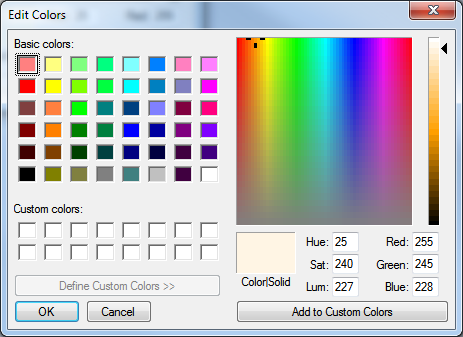 Edit Colors
Basic colors:
Custom colors:
Define Custom Colors >>
OK Cancel
Color|Solid
Hue: 25 Red: 255
Sat: 240 Green: 245
Lum: 227 Blue: 228
Add to Custom Colors